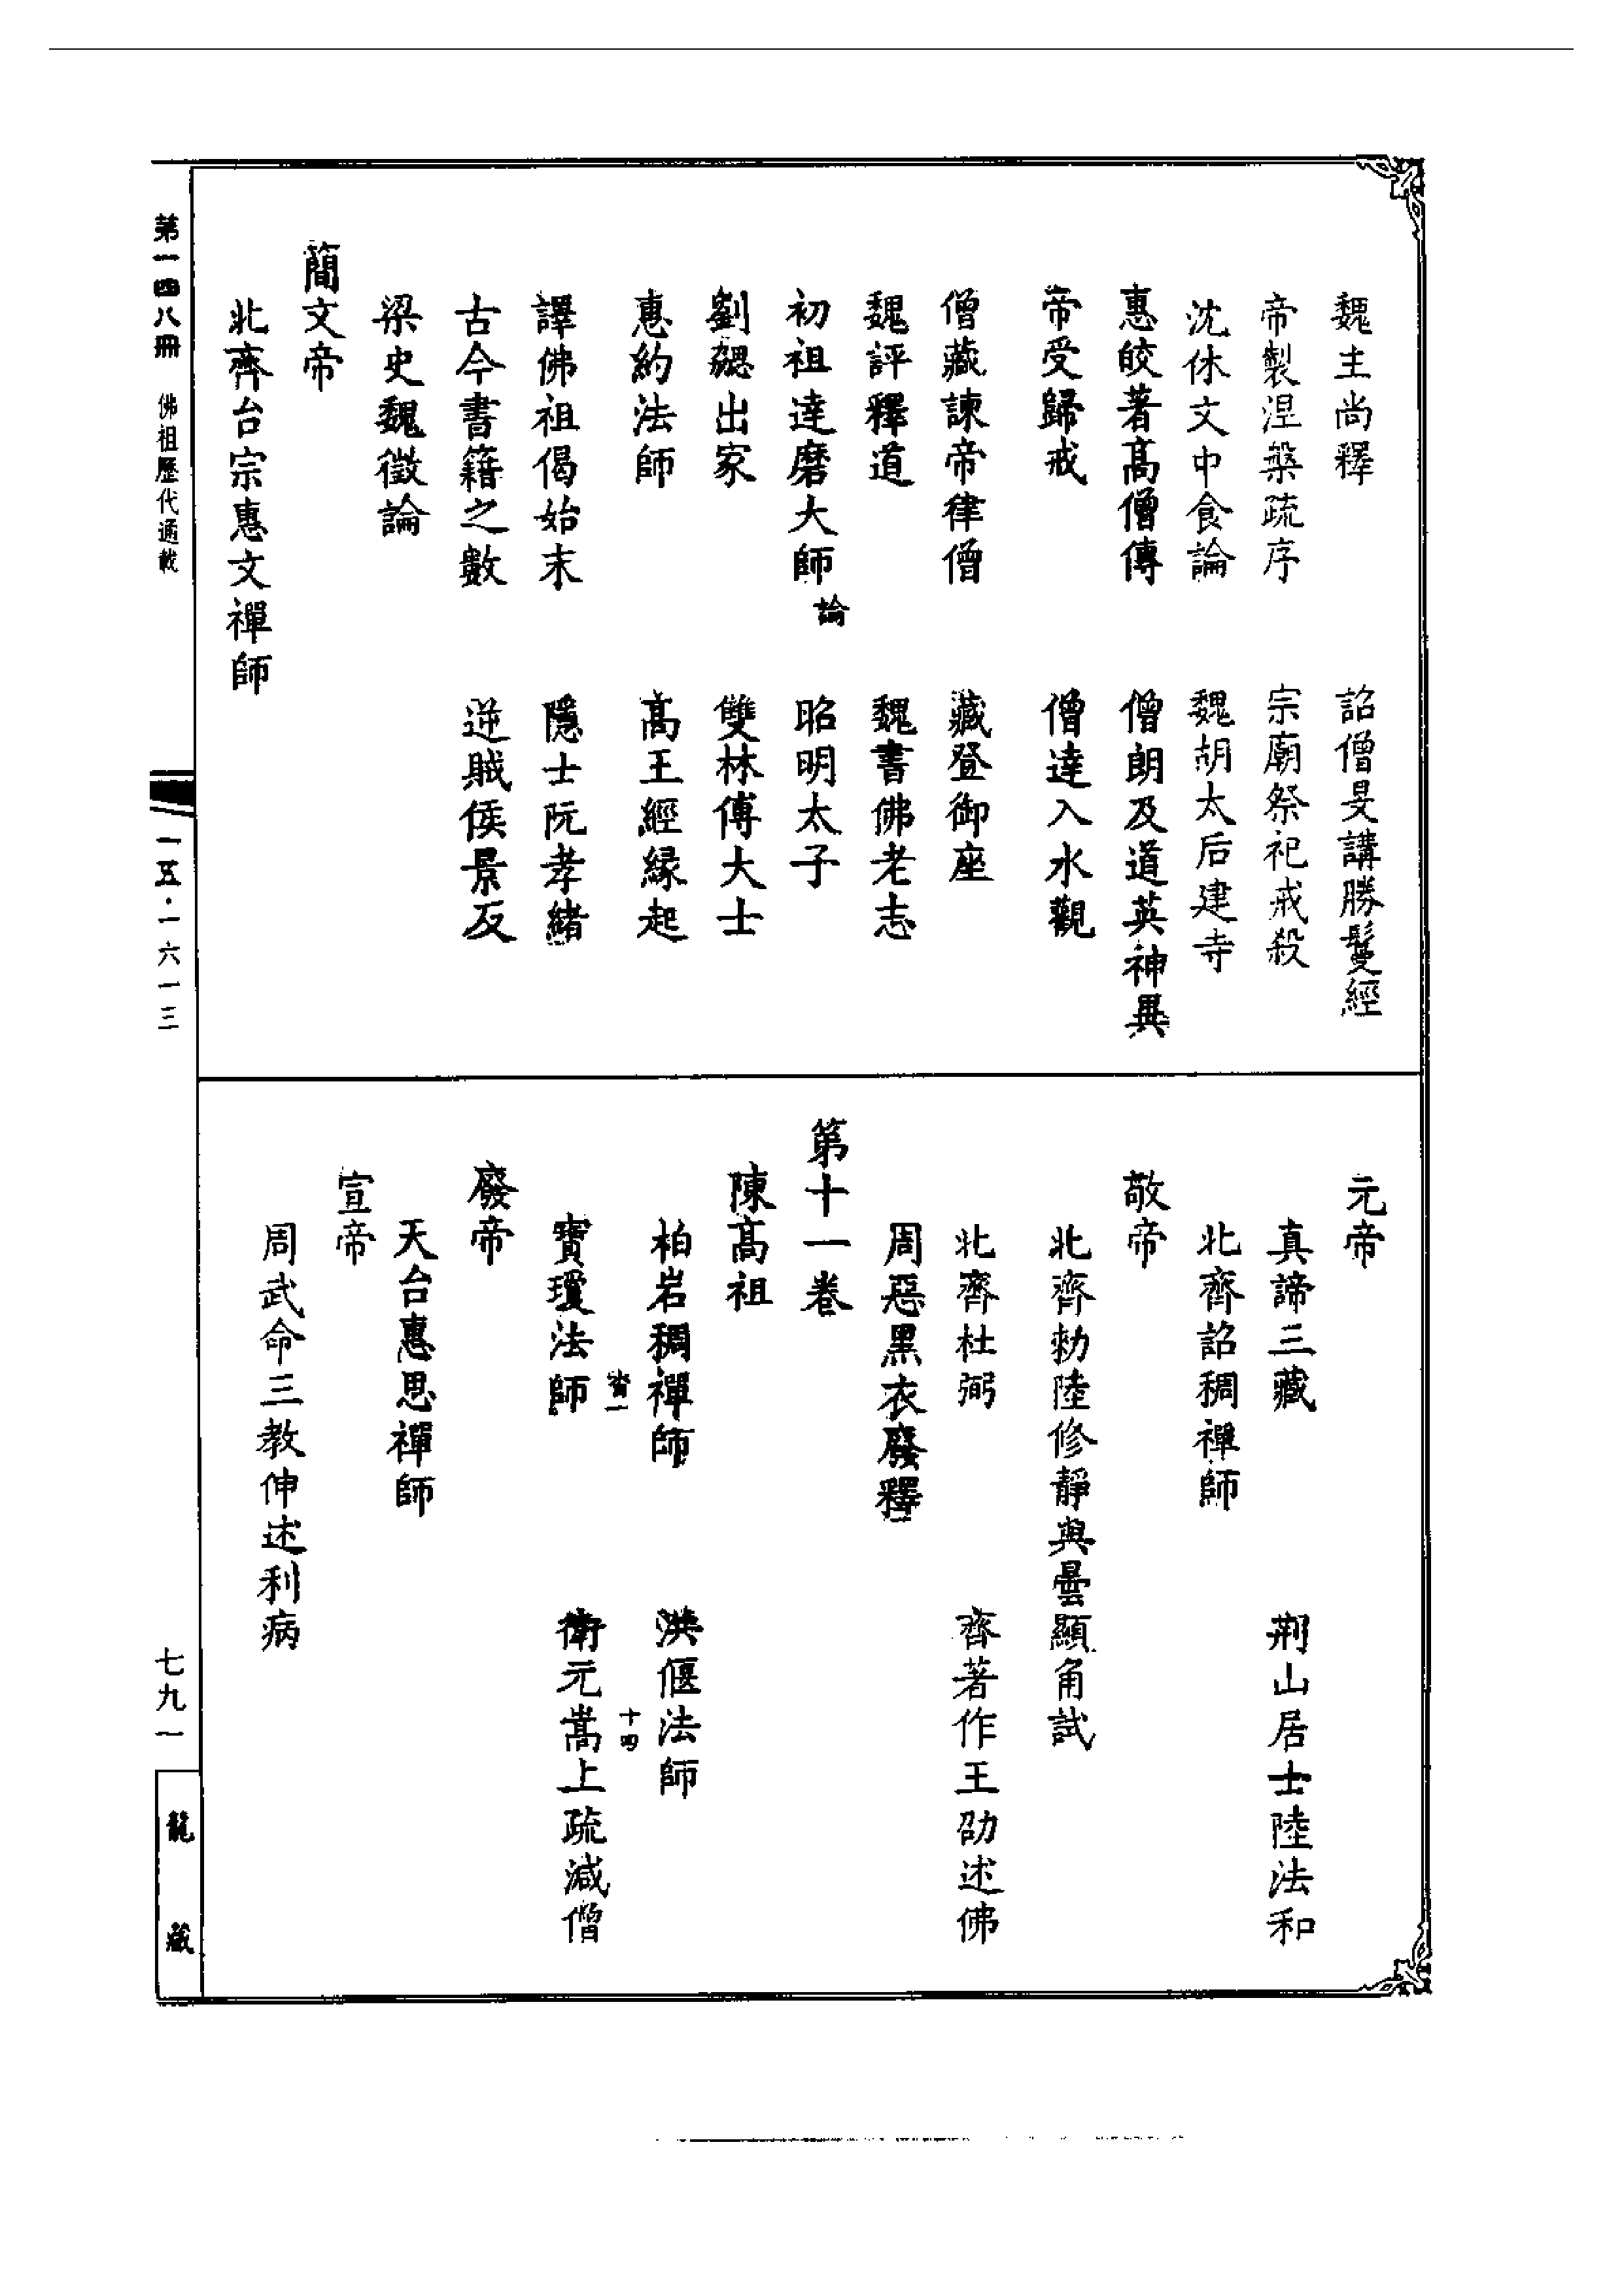 魏主尚釋　詔僧旻講勝鬘經
帝製涅槃疏序　宗廟祭祀戒殺
沈休文中食論　魏胡太后建寺
惠皎著高僧傳　僧朗及道英神異
帝受歸戒　僧達入水觀
僧藏諫帝律僧　藏登御座
魏評釋道　魏書佛老志
初祖達磨大師論　昭明太子
劉勰出家　雙林傅大士
惠約法師　高王經緣起
譯佛祖偈始末　隱士阮孝緒
古今書籍之數　逆賊侯景反
梁史魏徵論
簡文帝
北齊台宗惠文禪師
元帝
真諦三藏　荆山居士陸法和
北齊詔稠禪師
敬帝
北齊勑陸修靜與曇顯角試
北齊杜弼　齊著作王劭述佛
周惡黑衣廢釋
第十一卷
陳高祖
柏岩稠禪師　洪偃法師
十四
寶瓊法師　衛元嵩上疏減僧
廢帝
天台惠思禪師
宣帝
周武命三教伸述利病
第一四八冊　佛祖歷代通載
一五·一六一三
七九一
龍藏